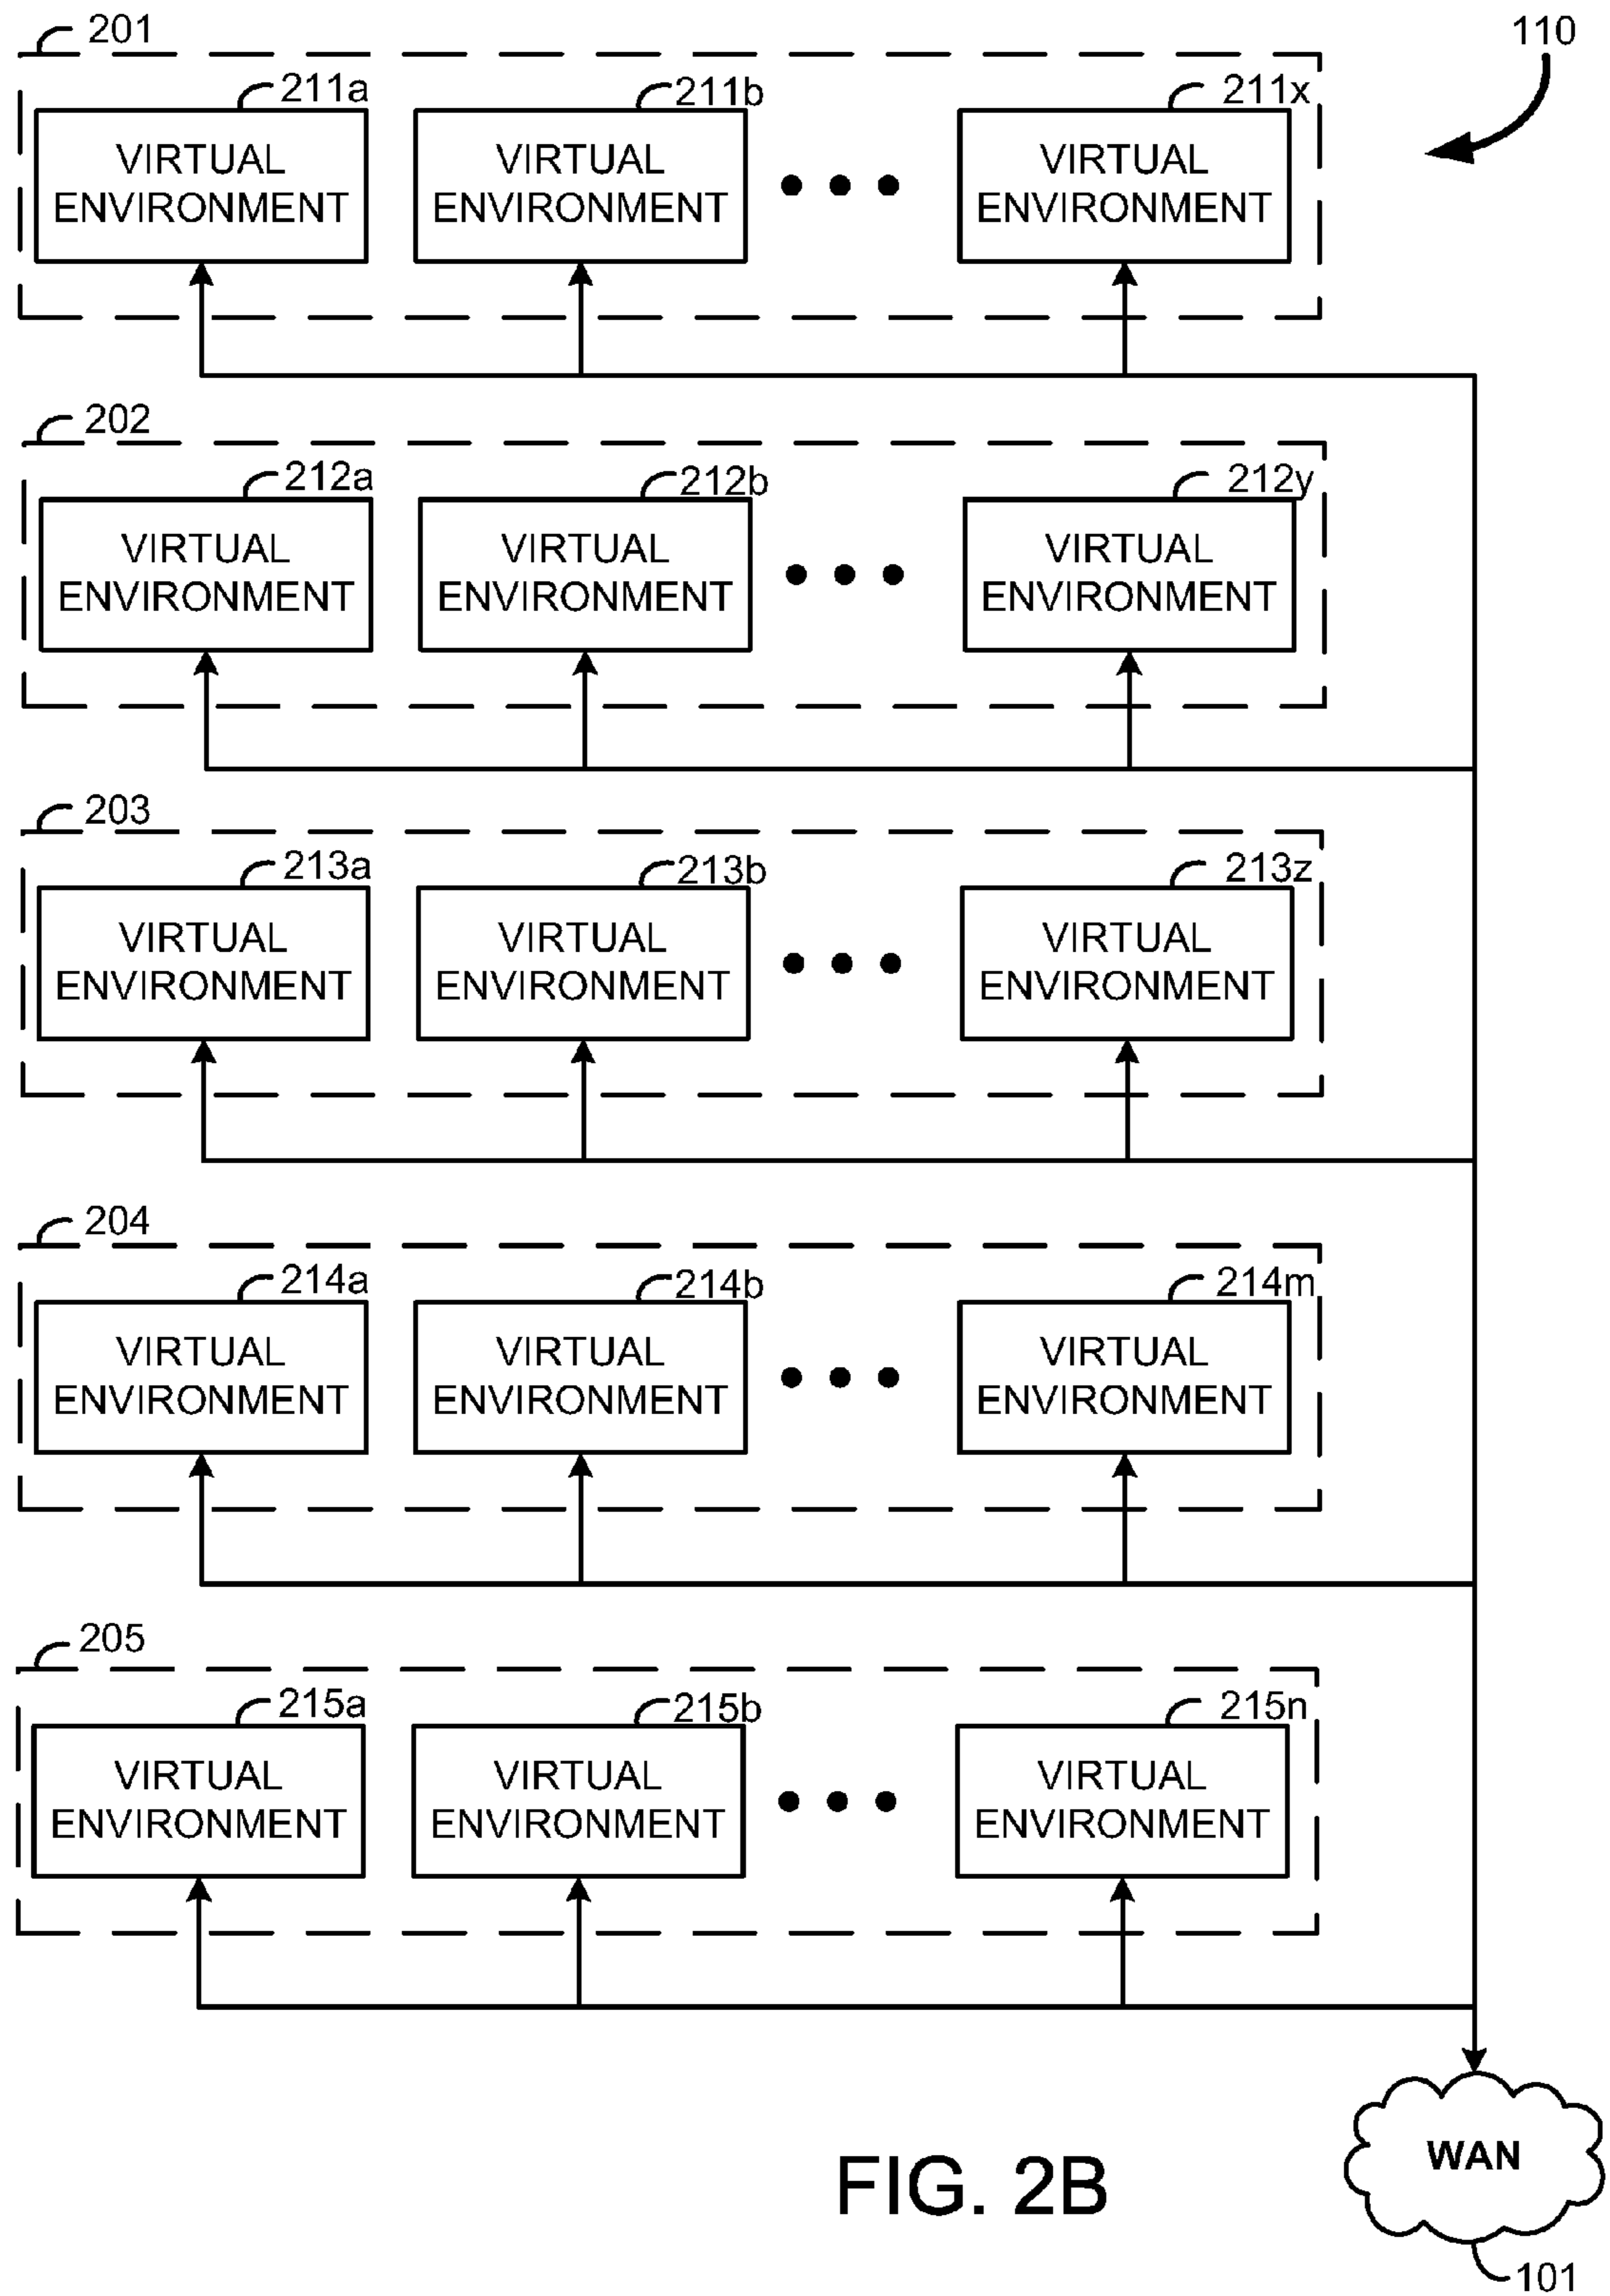 201
110
211a
211b
211x
VIRTUAL
ENVIRONMENT
VIRTUAL
ENVIRONMENT
VIRTUAL
ENVIRONMENT
202
212a
212b
212y
VIRTUAL
ENVIRONMENT
VIRTUAL
ENVIRONMENT
VIRTUAL
ENVIRONMENT
203
213a
213b
213z
VIRTUAL
ENVIRONMENT
VIRTUAL
ENVIRONMENT
VIRTUAL
ENVIRONMENT
204
214a
214b
214m
VIRTUAL
ENVIRONMENT
VIRTUAL
ENVIRONMENT
VIRTUAL
ENVIRONMENT
205
215a
215b
215n
VIRTUAL
ENVIRONMENT
VIRTUAL
ENVIRONMENT
VIRTUAL
ENVIRONMENT
WAN
FIG. 2B
101